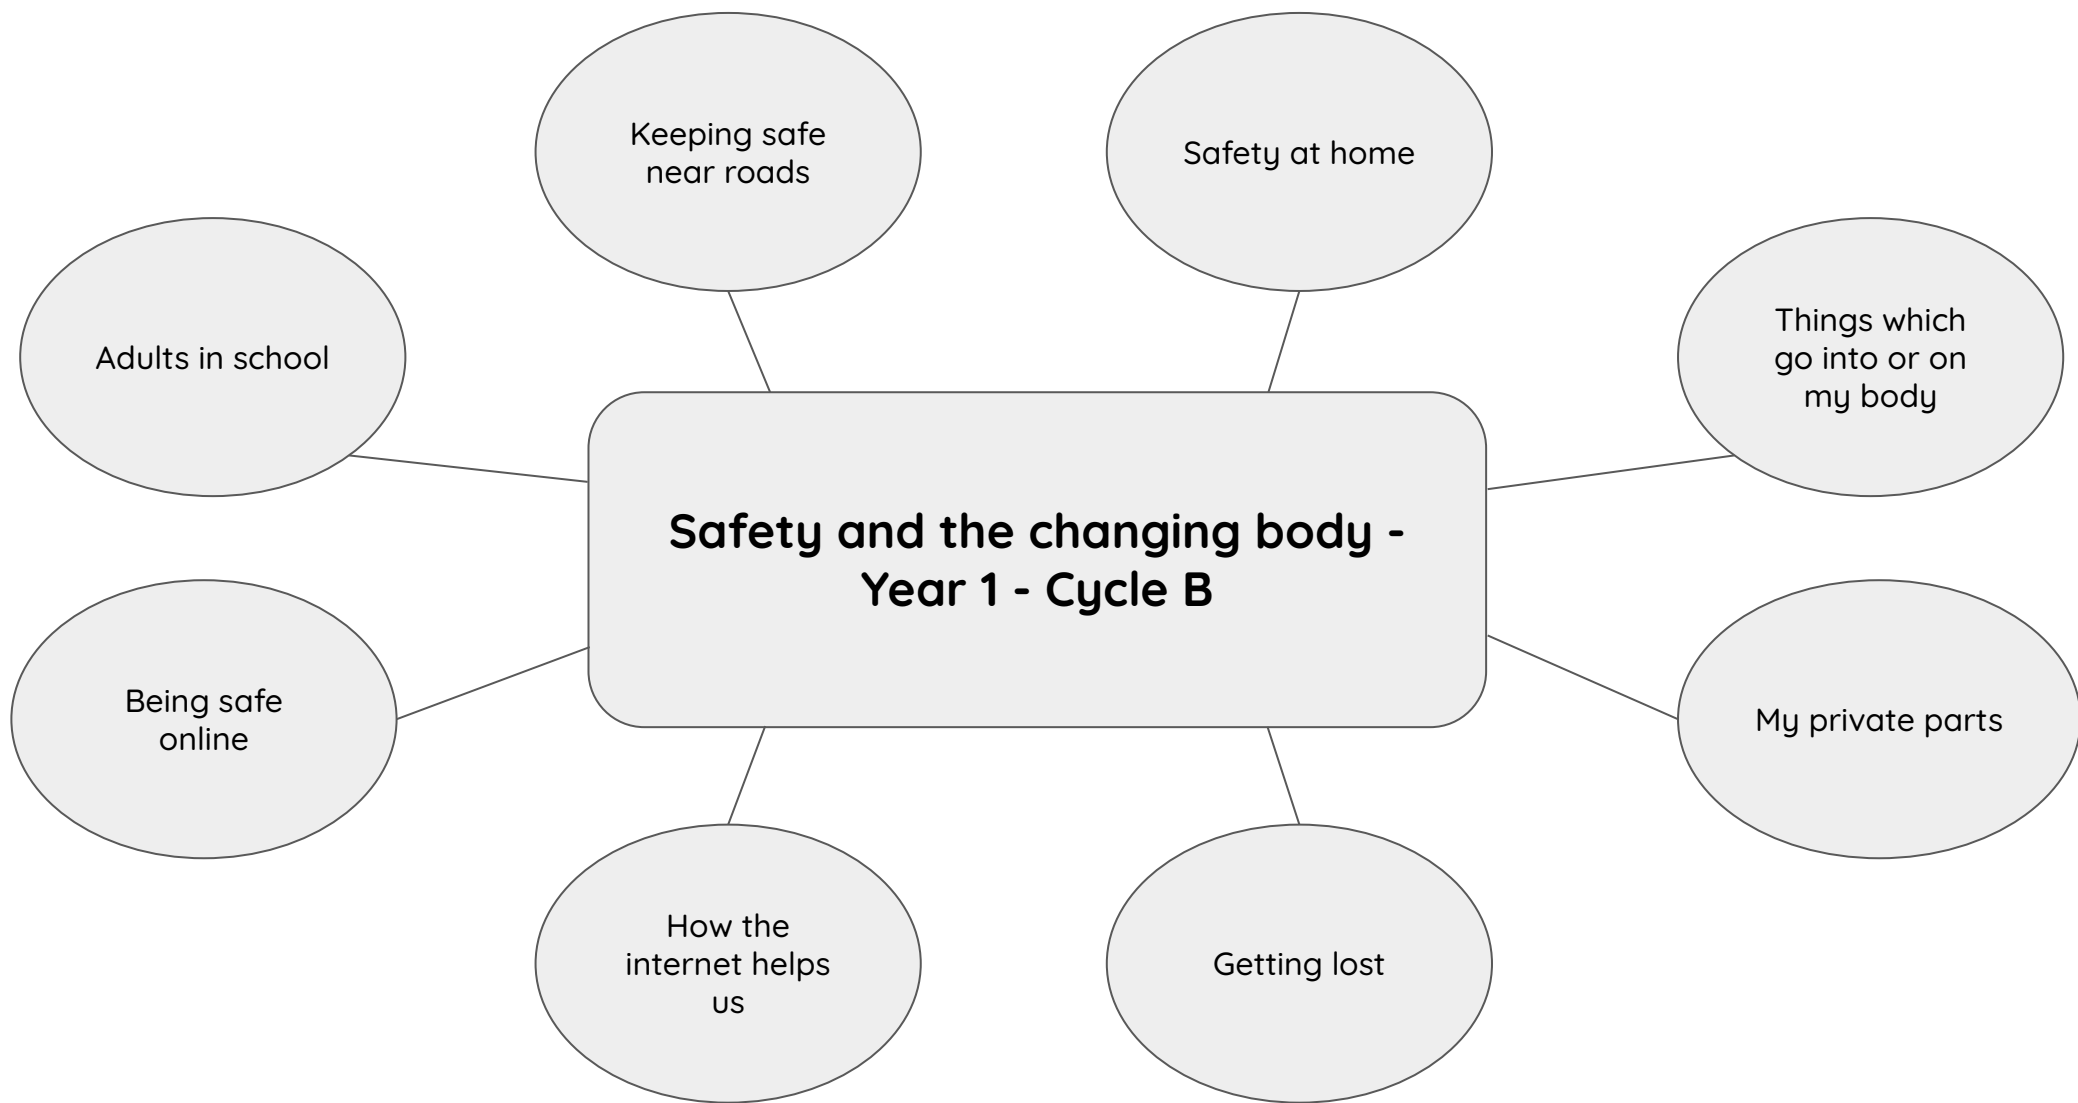 Keeping safe
near roads
Safety at home
Adults in school
Things which
go into or on
my body
Safety and the changing body -
Year 1 - Cycle B
Being safe
online
My private parts
How the
internet helps
us
Getting lost